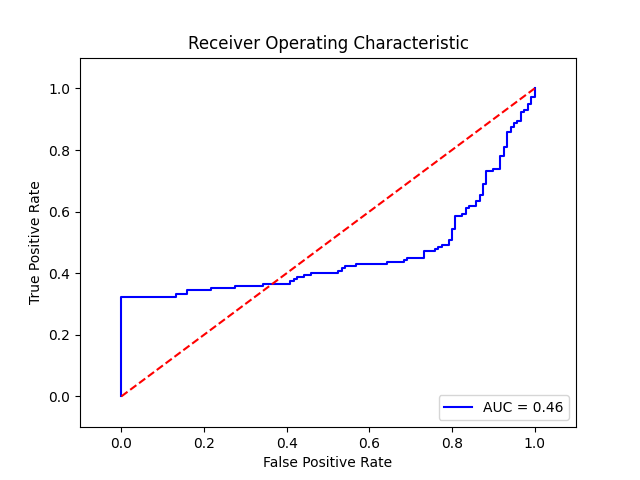 Receiver Operating Characteristic
True Positive Rate
1.0
0.8
0.6
0.4
0.2
0.0
AUC = 0.46
0.0 0.2 0.4 0.6 0.8 1.0
False Positive Rate